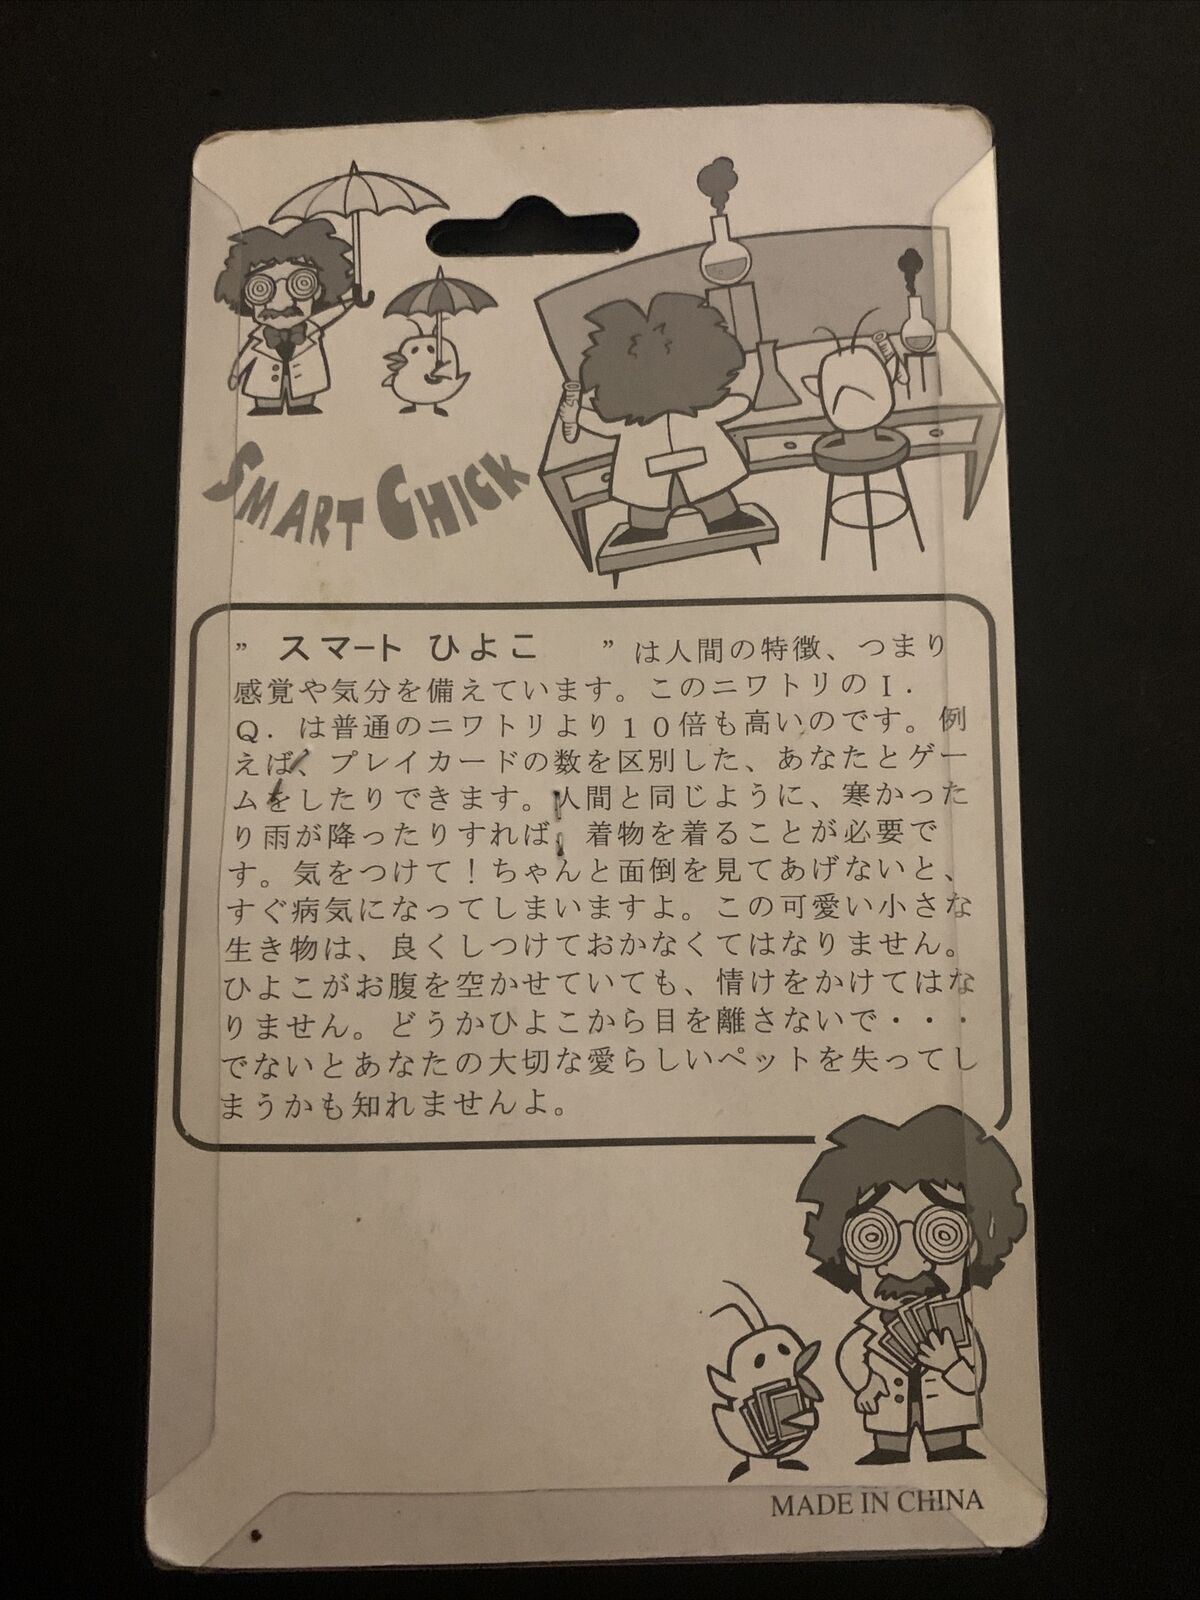 SMART CHICK
” スマート ひよこ ” は人間の特徴、つまり
感覚や気分を備えています。このニワトリのＩ．
Ｑ．は普通のニワトリより１０倍も高いのです。例
えば、プレイカードの数を区別した、あなたとゲー
ムをしたりできます。人間と同じように、寒かった
り雨が降ったりすれば、着物を着ることが必要で
す。気をつけて！ちゃんと面倒を見てあげないと、
すぐ病気になってしまいますよ。この可愛い小さな
生き物は、良くしつけておかなくてはなりません。
ひよこがお腹を空かせていても、情けをかけてはな
りません。どうかひよこから目を離さないで・・・
でないとあなたの大切な愛らしいペットを失ってし
まうかも知れませんよ。
MADE IN CHINA